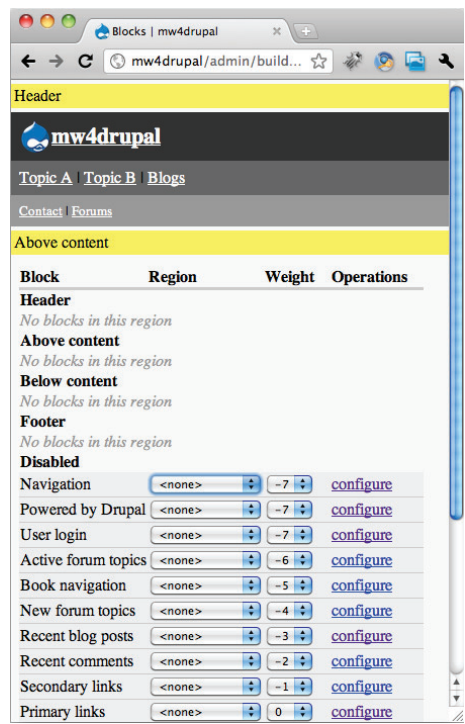 Blocks | mw4drupal
mw4drupal/admin/build...
Header
mw4drupal
Topic A | Topic B | Blogs
Contact | Forums
Above content
Block Region Weight Operations
Header
No blocks in this region
Above content
No blocks in this region
Below content
No blocks in this region
Footer
No blocks in this region
Disabled
Navigation <none> -7 configure
Powered by Drupal <none> -7 configure
User login <none> -7 configure
Active forum topics <none> -6 configure
Book navigation <none> -5 configure
New forum topics <none> -4 configure
Recent blog posts <none> -3 configure
Recent comments <none> -2 configure
Secondary links <none> -1 configure
Primary links <none> 0 configure